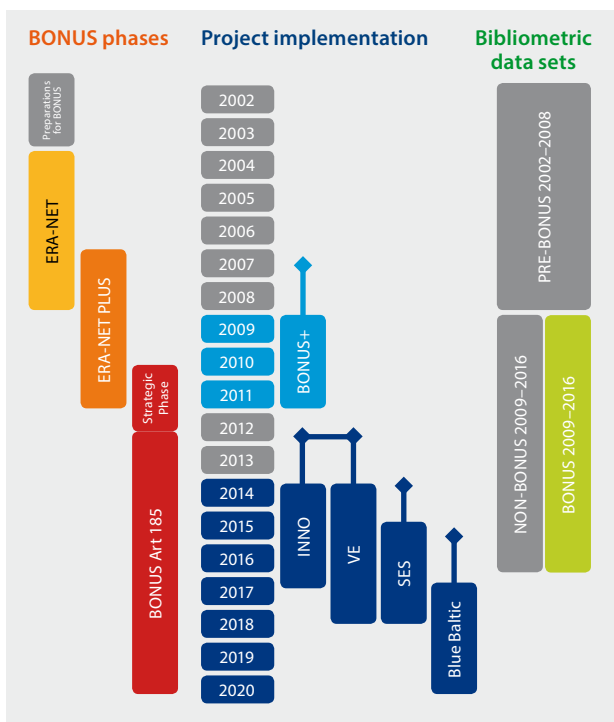 BONUS phases
Project implementation
Bibliometric
data sets
Preparations
for BONUS
ERA-NET
ERA-NET PLUS
Strategic
Phase
BONUS Art 185
2002
2003
2004
2005
2006
2007
2008
2009
2010
2011
2012
2013
2014
2015
2016
2017
2018
2019
2020
BONUS+
INNO
VE
SES
Blue Baltic
PRE-BONUS 2002–2008
NON-BONUS 2009–2016
BONUS 2009–2016